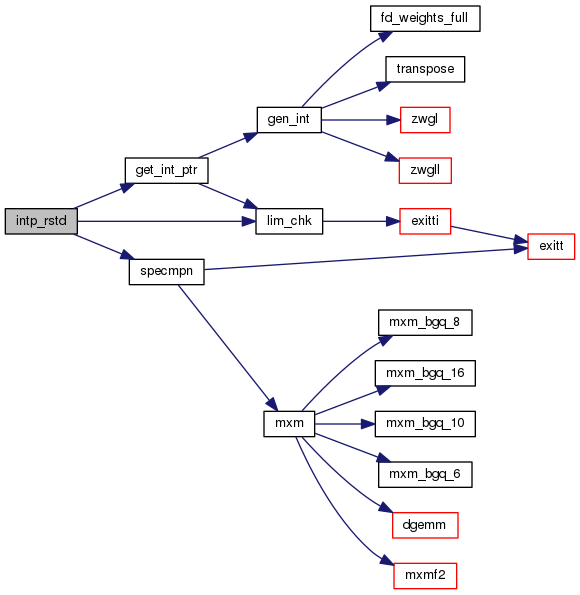 fd_weights_full
transpose
gen_int
zwgl
get_int_ptr
zwgll
intp_rstd
lim_chk
exitti
exitt
specmpn
mxm_bgq_8
mxm_bgq_16
mxm
mxm_bgq_10
mxm_bgq_6
dgemm
mxmf2